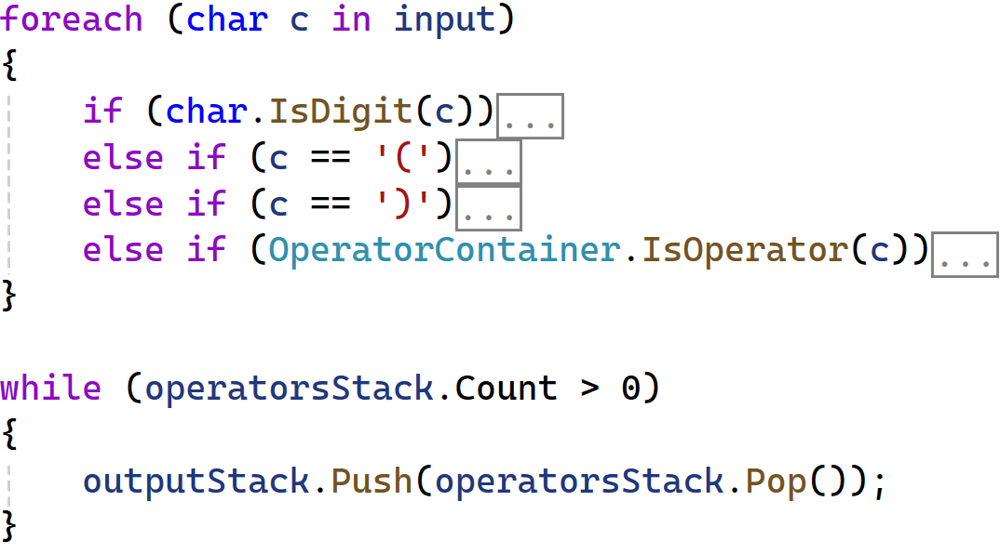 foreach (char c in input)
{
    if (char.IsDigit(c))...
    else if (c == '(')...
    else if (c == ')')...
    else if (OperatorContainer.IsOperator(c))...
}

while (operatorsStack.Count > 0)
{
    outputStack.Push(operatorsStack.Pop());
}